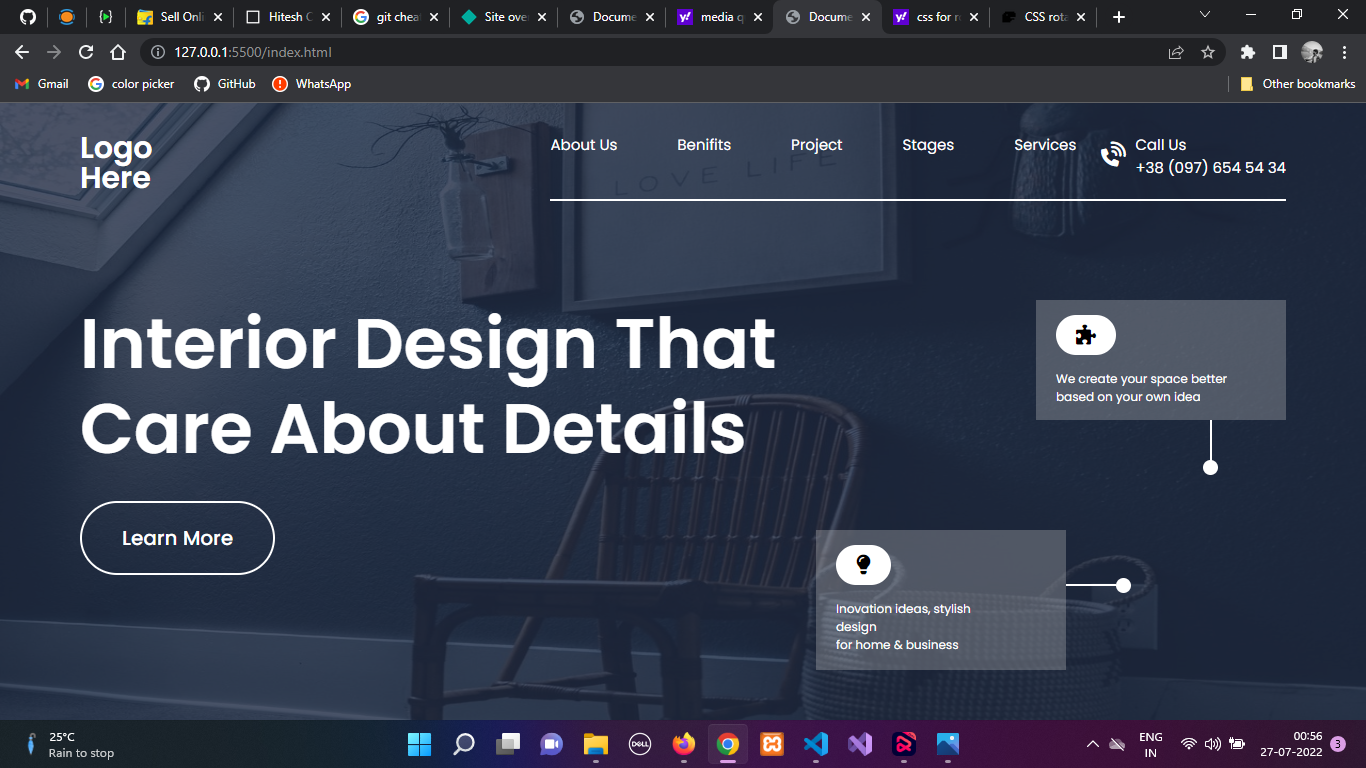 Sell Onli
Hitesh C
git cheat
Site over
Docume
media q
Docume
css for r
CSS rota
127.0.0.1:5500/index.html
Gmail
color picker
GitHub
WhatsApp
Other bookmarks
Logo
Here
About Us
Benifits
Project
Stages
Services
Call Us
+38 (097) 654 54 34
LOVE LIFE
Interior Design That
Care About Details
Learn More
We create your space better
based on your own idea
Inovation ideas, stylish
design
for home & business
25°C
Rain to stop
DELL
ENG
IN
00:56
27-07-2022
3